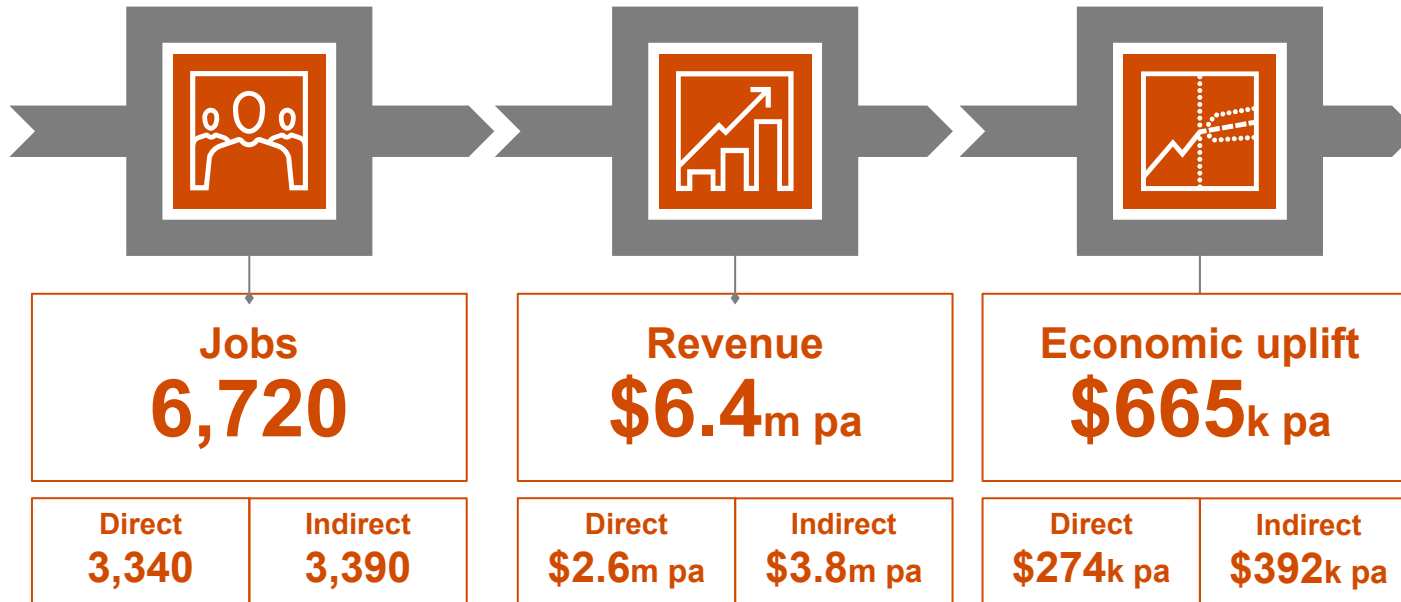 Jobs
6,720
Direct
3,340
Indirect
3,390
Revenue
$6.4m pa
Direct
$2.6m pa
Indirect
$3.8m pa
Economic uplift
$665k pa
Direct
$274k pa
Indirect
$392k pa